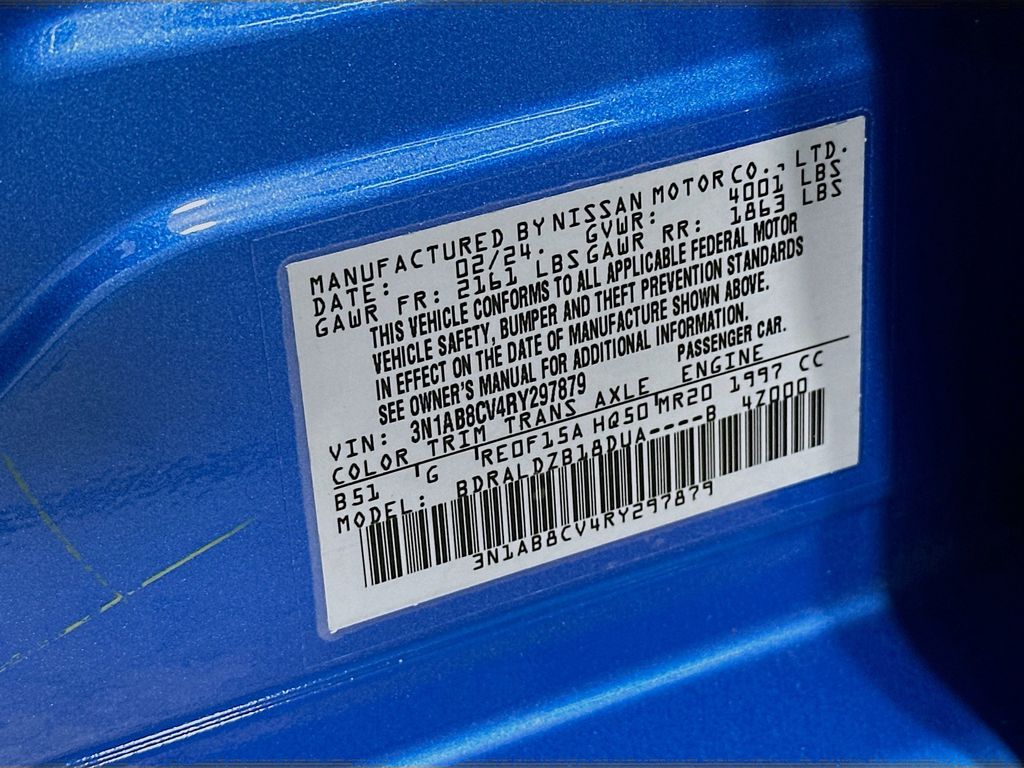 MANUFACTURED BY NISSAN MOTOR CO., LTD.
DATE: 02/24. GVWR: 4001 LBS
GAWR FR: 2161 LBS GAWR RR: 1863 LBS
THIS VEHICLE CONFORMS TO ALL APPLICABLE FEDERAL MOTOR
VEHICLE SAFETY, BUMPER AND THEFT PREVENTION STANDARDS
IN EFFECT ON THE DATE OF MANUFACTURE SHOWN ABOVE.
SEE OWNER'S MANUAL FOR ADDITIONAL INFORMATION.
VIN: 3N1AB8CV4RY297879 PASSENGER CAR.
COLOR TRIM TRANS AXLE ENGINE
B51 G RE0F15A HQ50 MR20 1997 CC
MODEL: BDRALDZB18DUA----B 4Z000
3N1AB8CV4RY297879